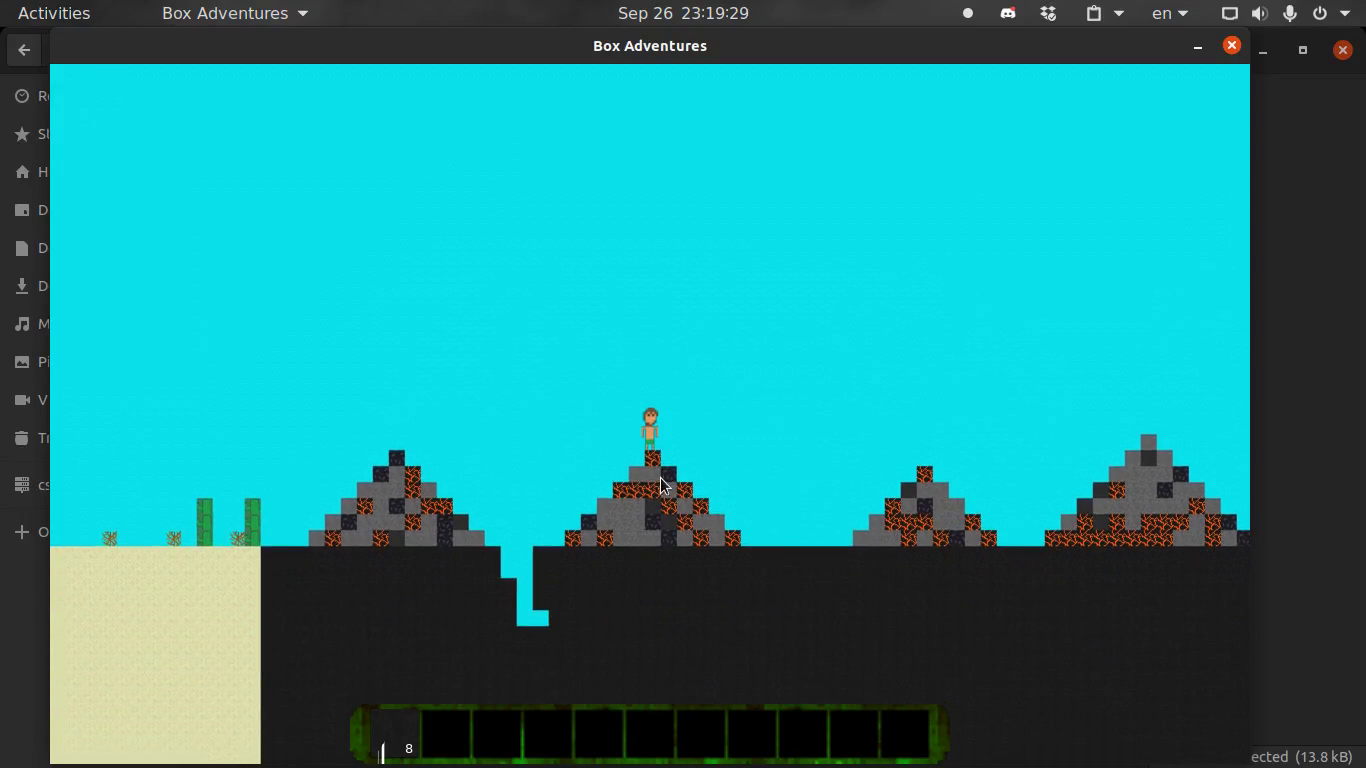 Activities
Box Adventures
Sep 26 23:19:29
en
Box Adventures
8
ected (13.8 kB)